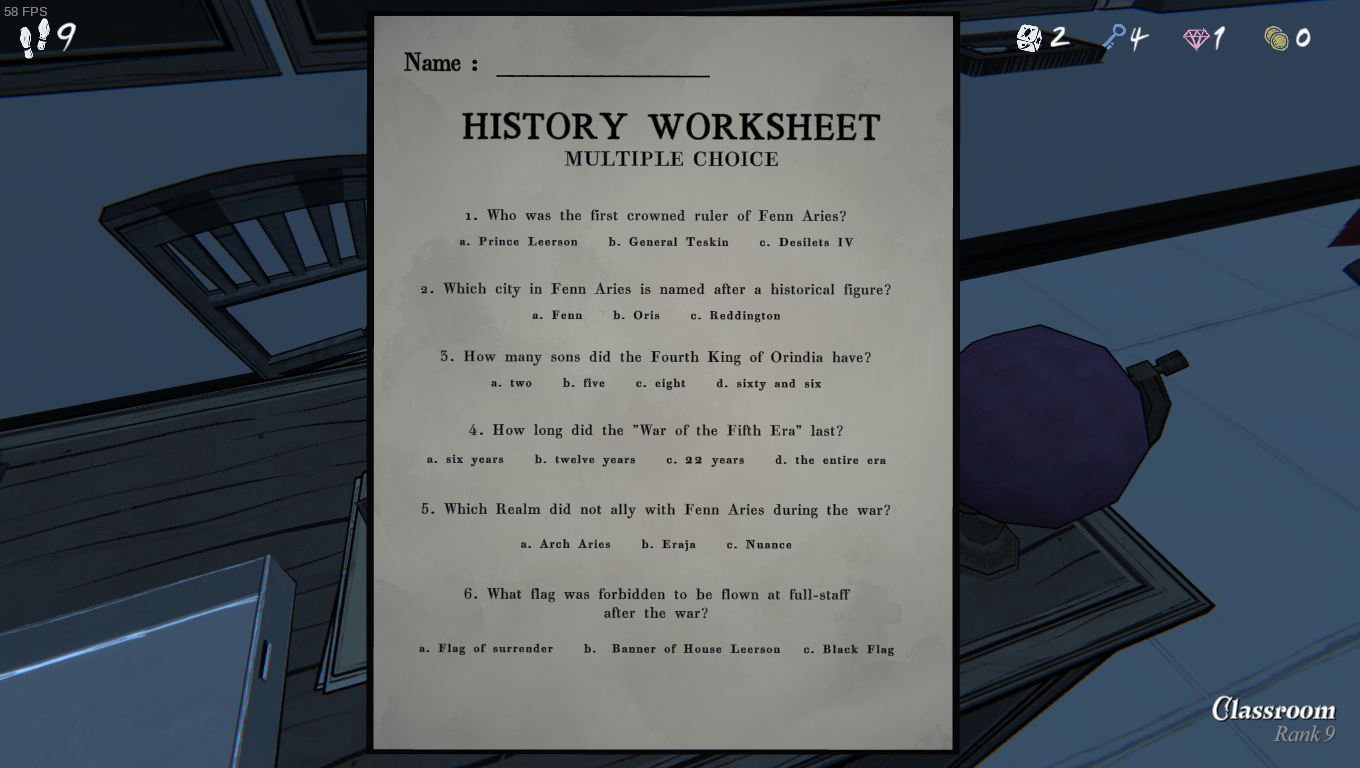 58 FPS
9
2 4 1 0
Name :
HISTORY WORKSHEET
MULTIPLE CHOICE
1. Who was the first crowned ruler of Fenn Aries?
a. Prince Leerson b. General Teskin c. Desilets IV
2. Which city in Fenn Aries is named after a historical figure?
a. Fenn b. Oris c. Reddington
3. How many sons did the Fourth King of Orindia have?
a. two b. five c. eight d. sixty and six
4. How long did the "War of the Fifth Era" last?
a. six years b. twelve years c. 22 years d. the entire era
5. Which Realm did not ally with Fenn Aries during the war?
a. Arch Aries b. Eraja c. Nuance
6. What flag was forbidden to be flown at full-staff
after the war?
a. Flag of surrender b. Banner of House Leerson c. Black Flag
Classroom
Rank 9